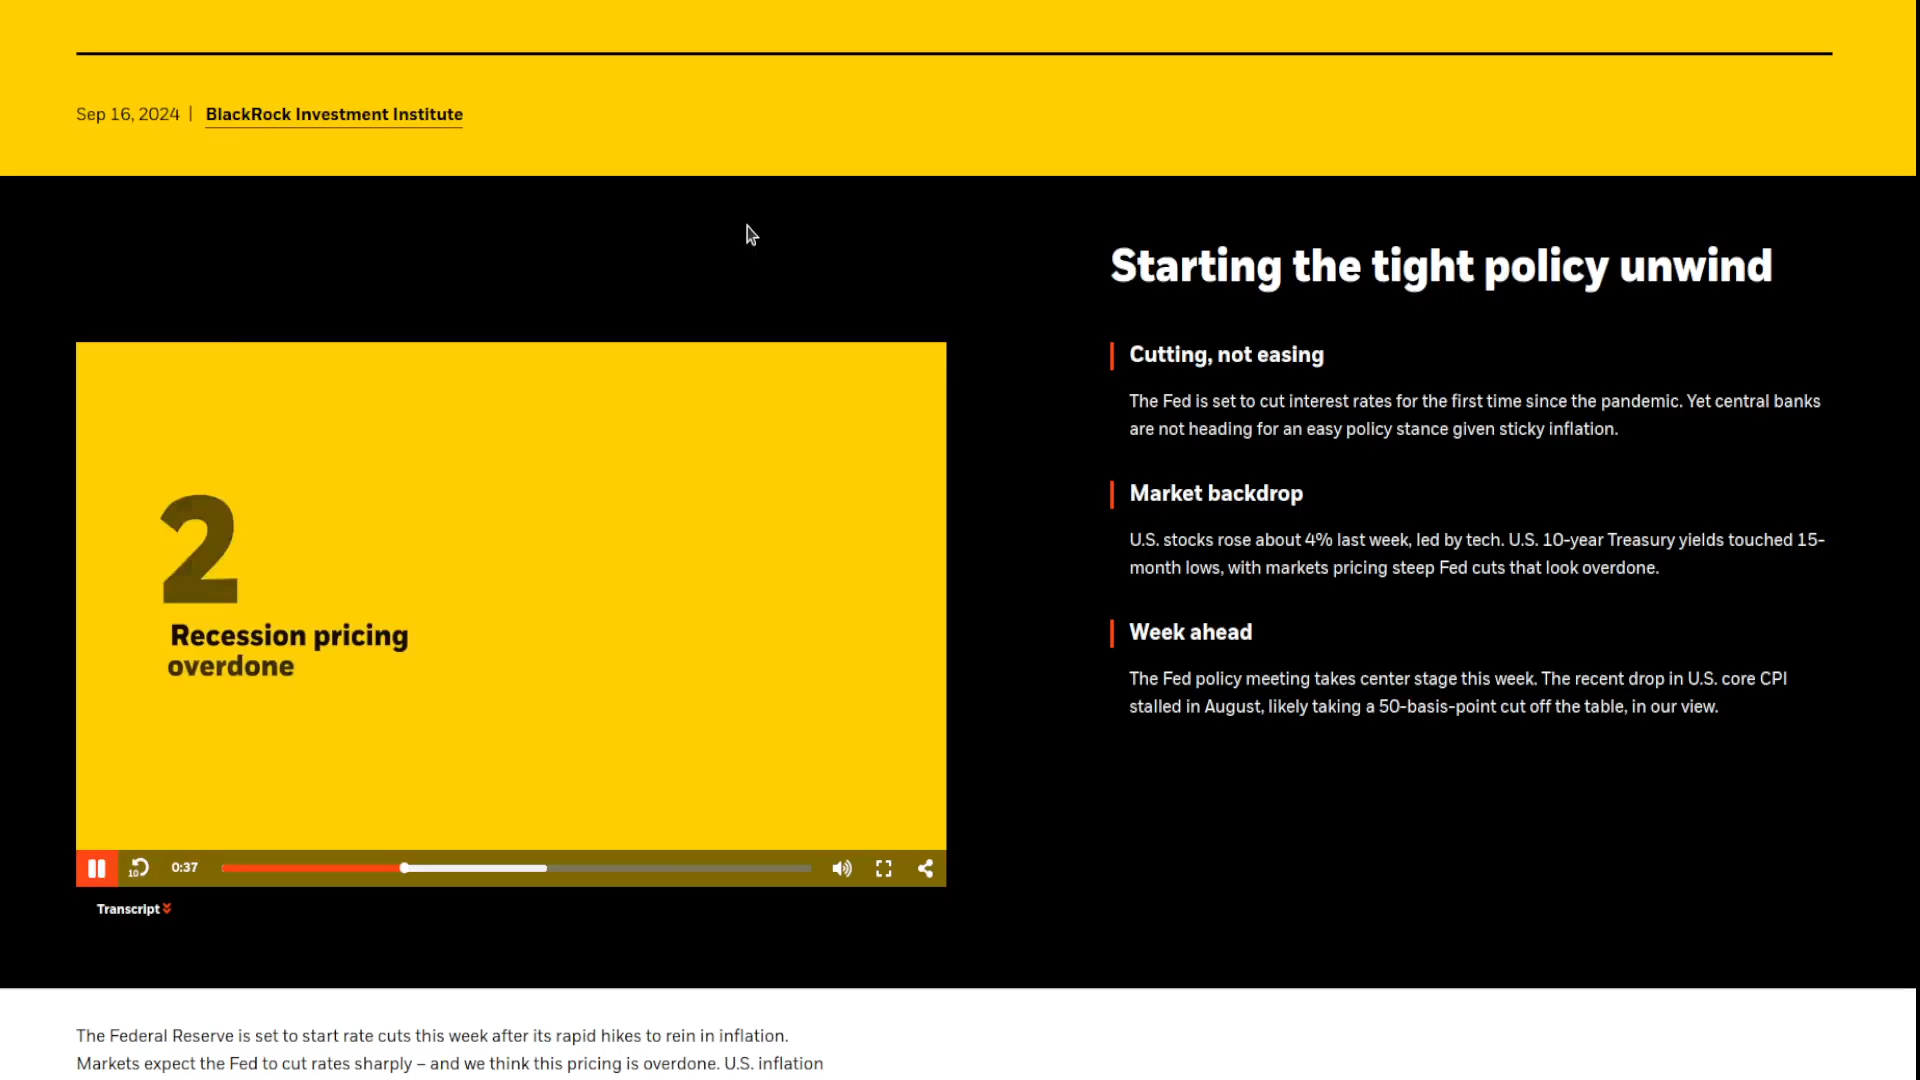 Sep 16, 2024 | BlackRock Investment Institute
Starting the tight policy unwind
Cutting, not easing
The Fed is set to cut interest rates for the first time since the pandemic. Yet central banks
are not heading for an easy policy stance given sticky inflation.
Market backdrop
U.S. stocks rose about 4% last week, led by tech. U.S. 10-year Treasury yields touched 15-
month lows, with markets pricing steep Fed cuts that look overdone.
Week ahead
The Fed policy meeting takes center stage this week. The recent drop in U.S. core CPI
stalled in August, likely taking a 50-basis-point cut off the table, in our view.
2
Recession pricing
overdone
10 0:37
Transcript
The Federal Reserve is set to start rate cuts this week after its rapid hikes to rein in inflation.
Markets expect the Fed to cut rates sharply – and we think this pricing is overdone. U.S. inflation